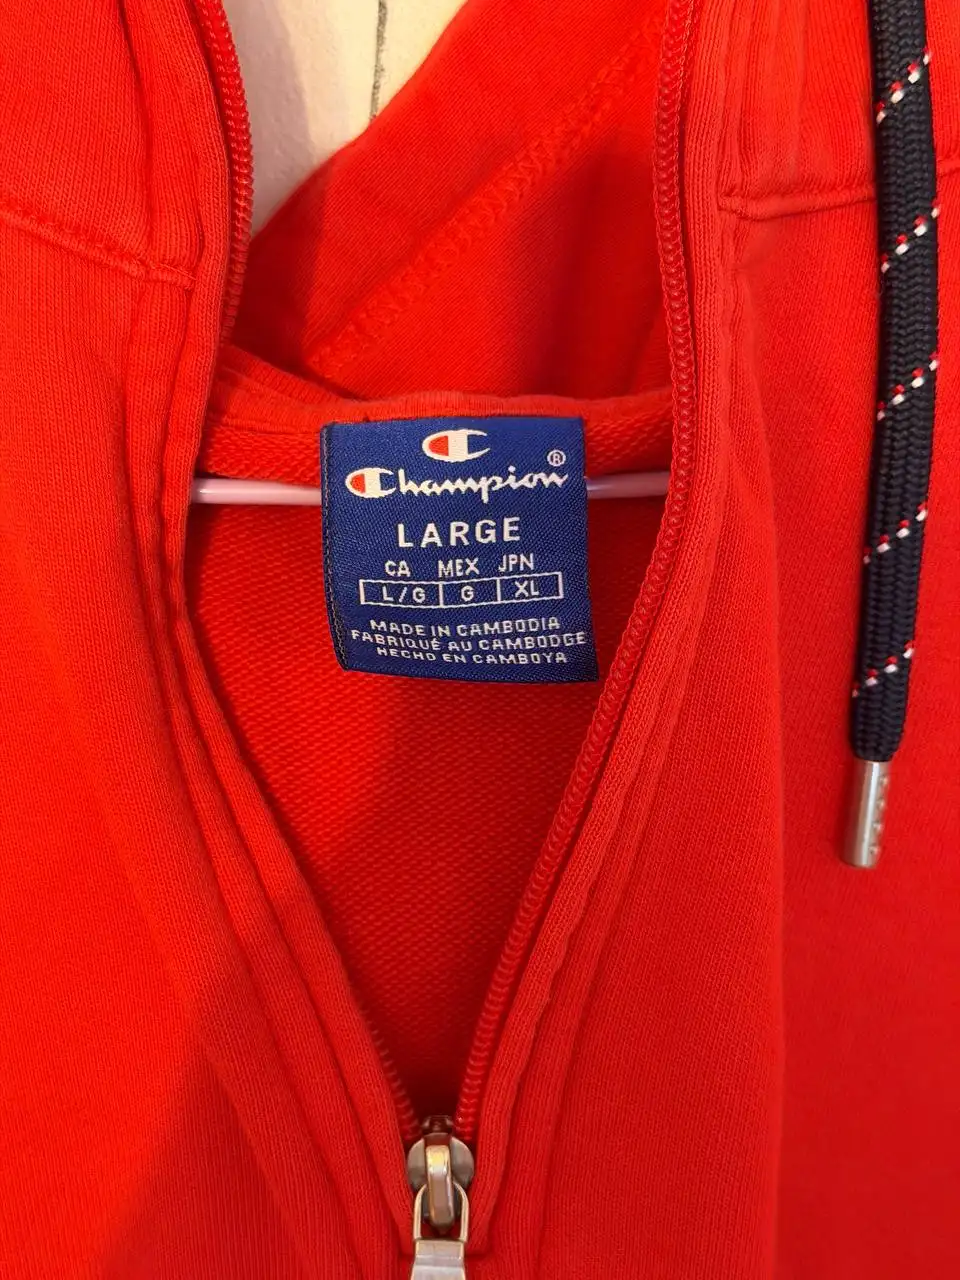 Champion®
LARGE
CA MEX JPN
L/G G XL
MADE IN CAMBODIA
FABRIQUÉ AU CAMBODGE
HECHO EN CAMBOYA